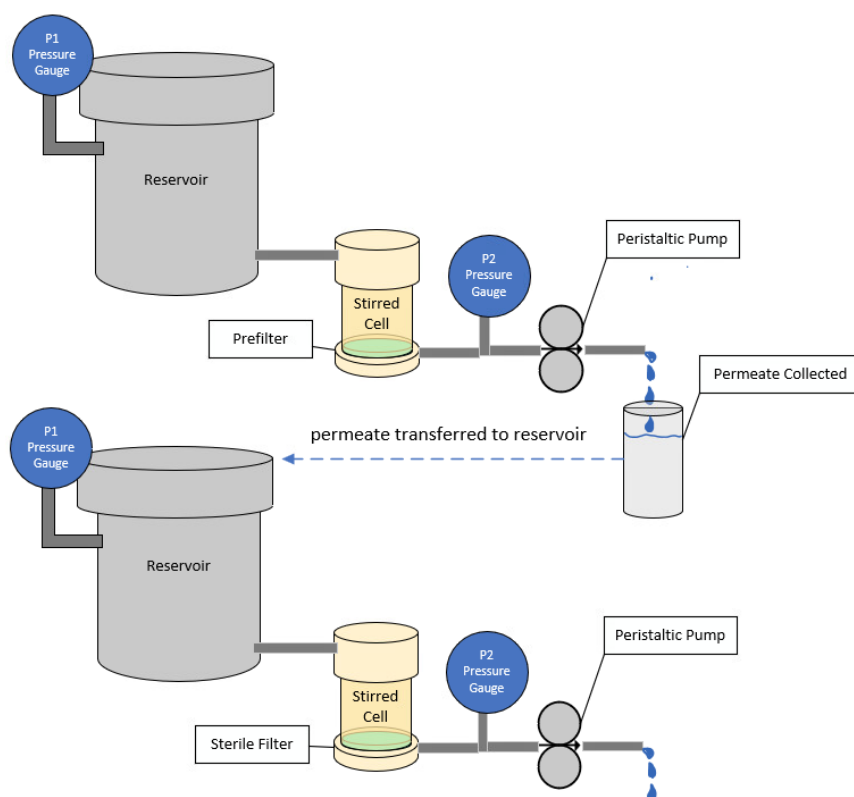 P1
Pressure
Gauge
Reservoir
Peristaltic Pump
P2
Pressure
Gauge
Stirred
Cell
Prefilter
Permeate Collected
P1
Pressure
Gauge
permeate transferred to reservoir
Reservoir
Peristaltic Pump
P2
Pressure
Gauge
Stirred
Cell
Sterile Filter